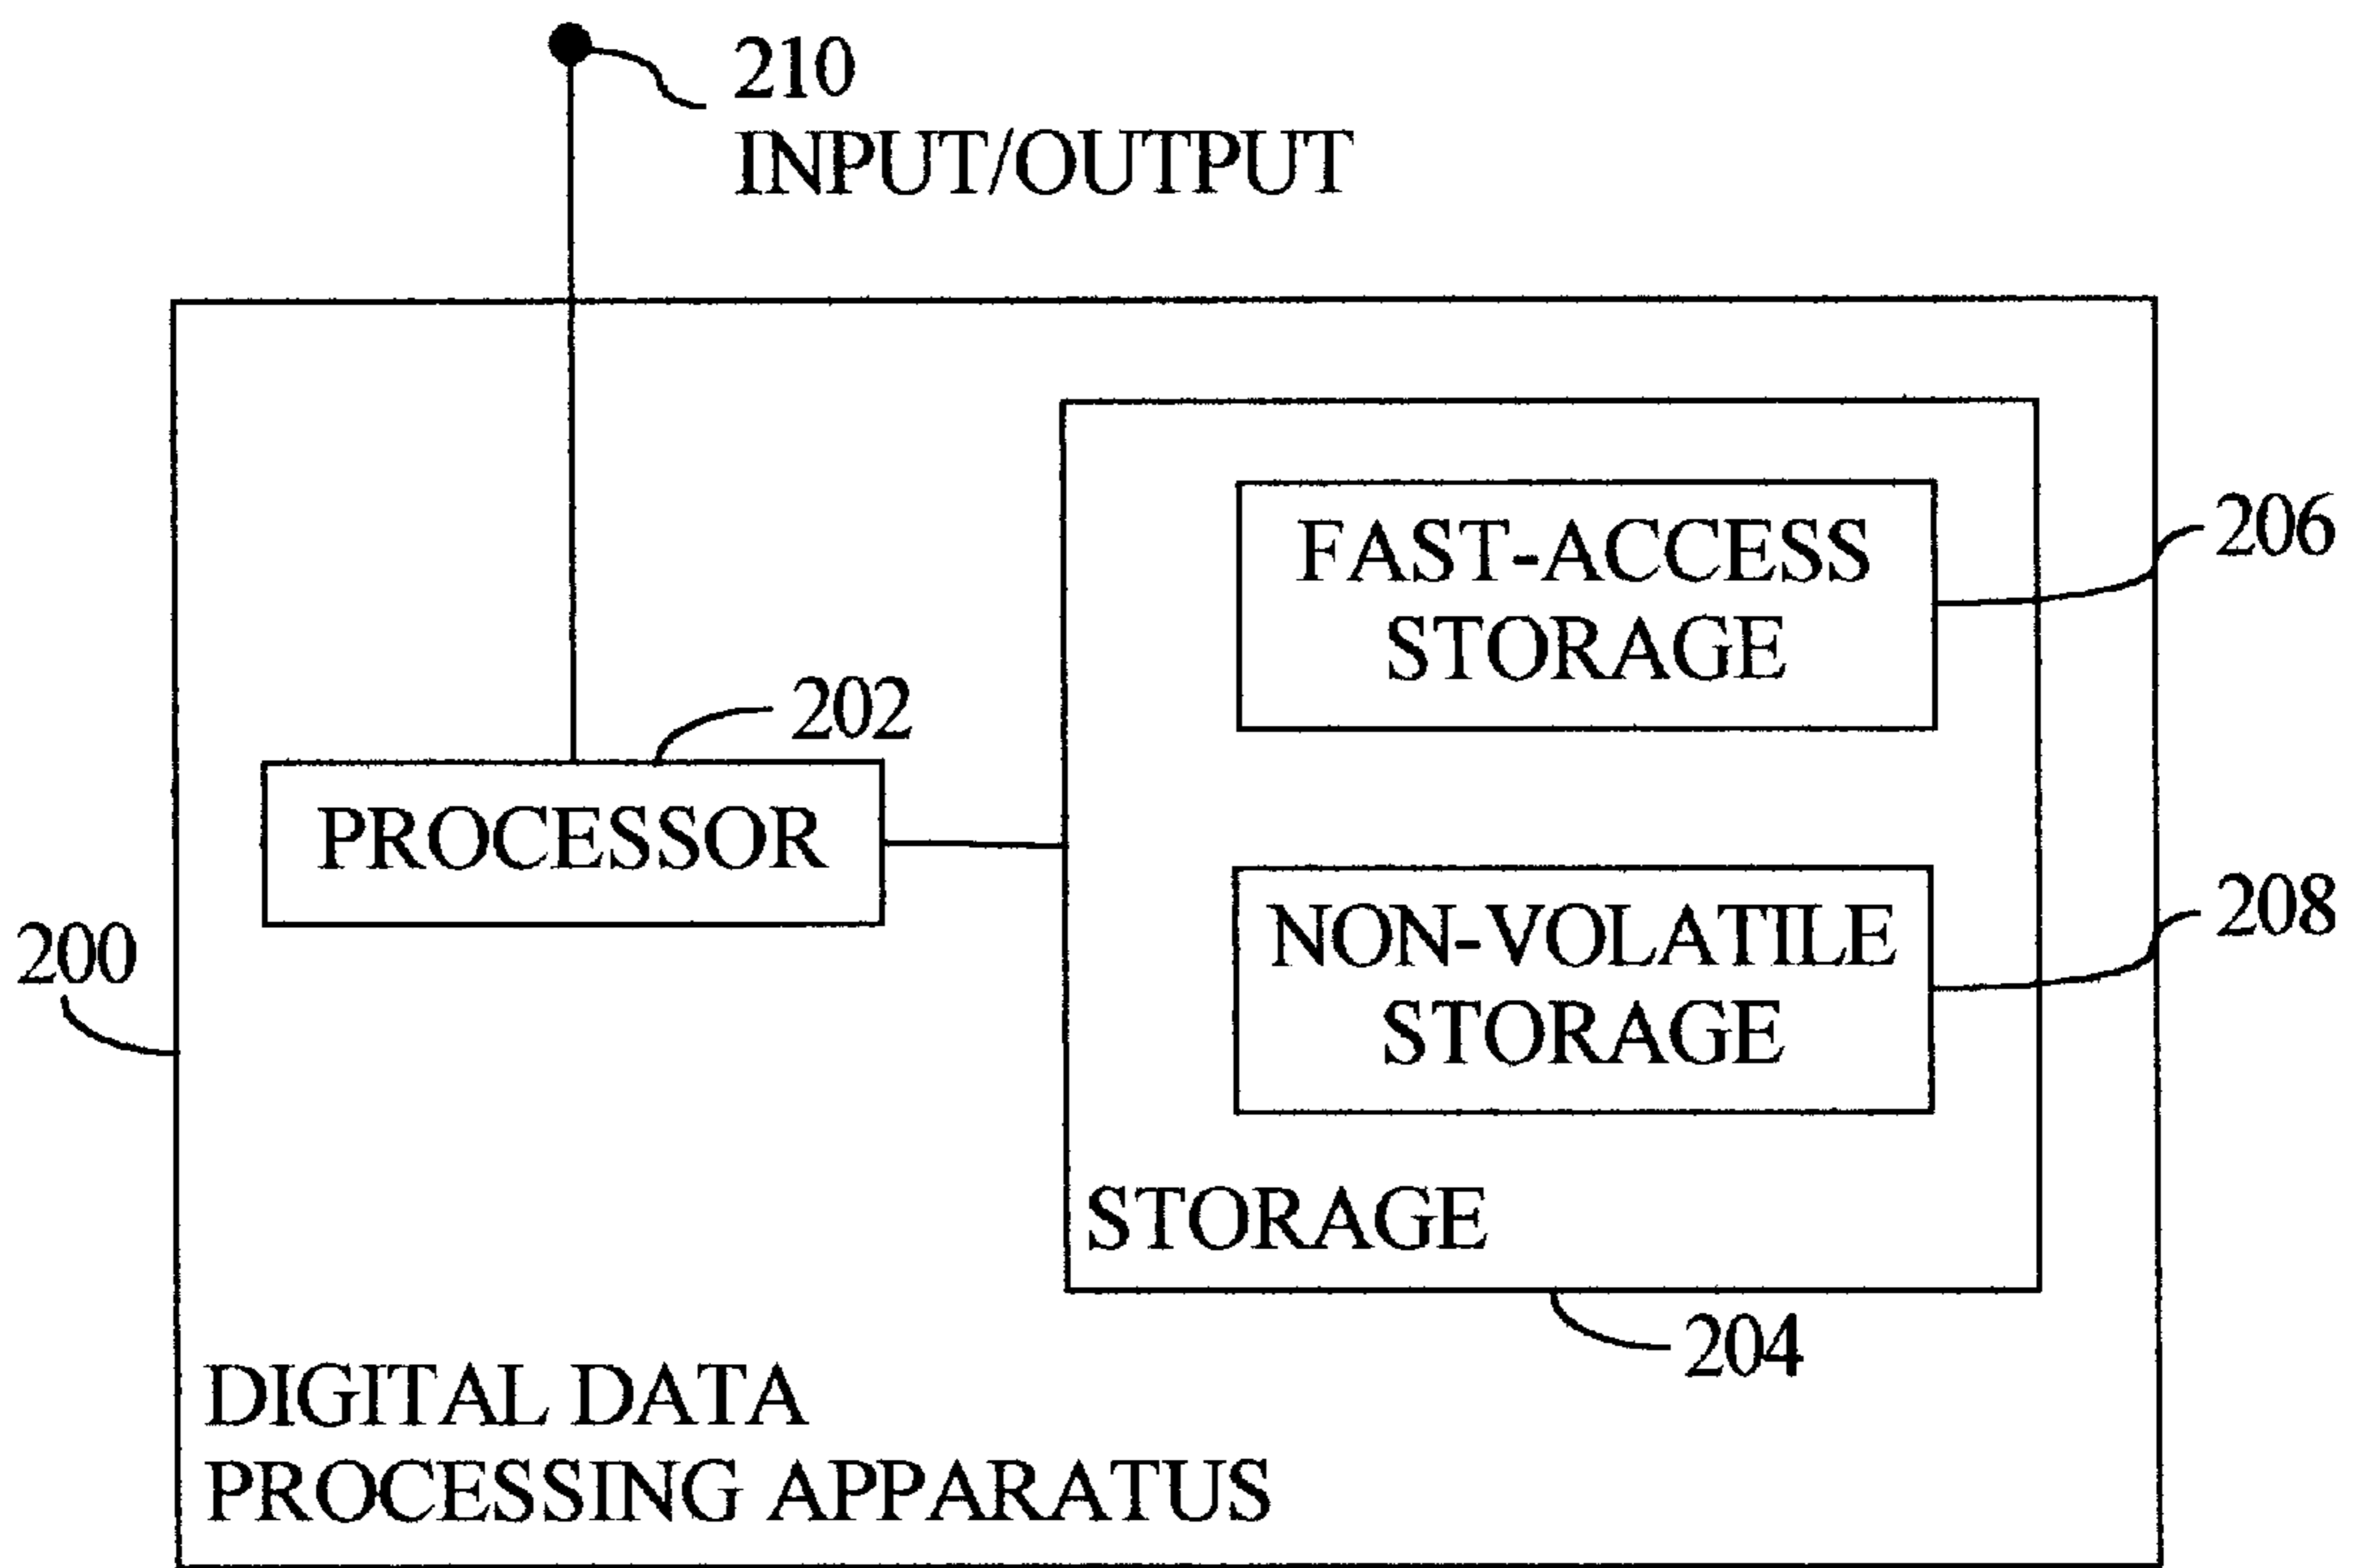 210
INPUT/OUTPUT
FAST-ACCESS
STORAGE
206
202
PROCESSOR
NON-VOLATILE
STORAGE
208
200
STORAGE
204
DIGITAL DATA
PROCESSING APPARATUS